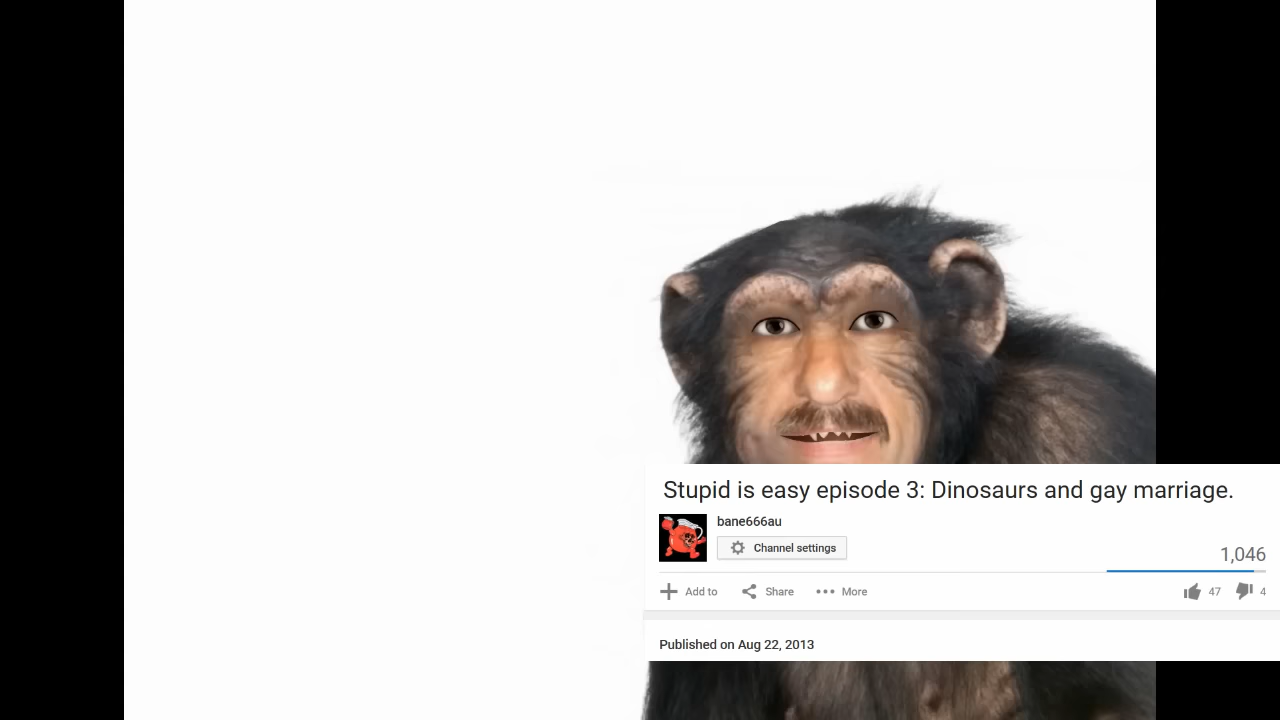 Stupid is easy episode 3: Dinosaurs and gay marriage.
bane666au
Channel settings
1,046
Add to Share More 47 4
Published on Aug 22, 2013